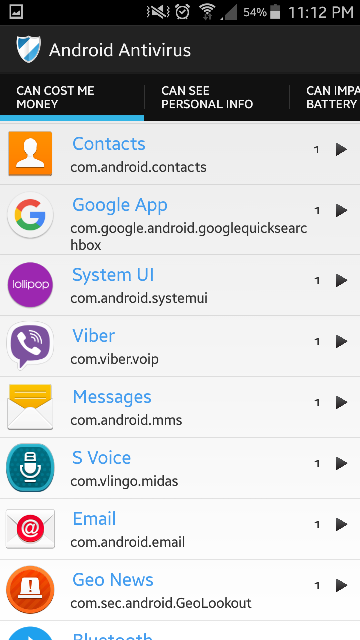 54% 11:12 PM
Android Antivirus
CAN COST ME
MONEY
CAN SEE
PERSONAL INFO
CAN IMPA
BATTERY
Contacts 1
com.android.contacts
Google App 1
com.google.android.googlequicksearc
hbox
lollipop
System UI 1
com.android.systemui
Viber 1
com.viber.voip
Messages 1
com.android.mms
S Voice 1
com.vlingo.midas
Email 1
com.android.email
Geo News 1
com.sec.android.GeoLookout
Bluetooth